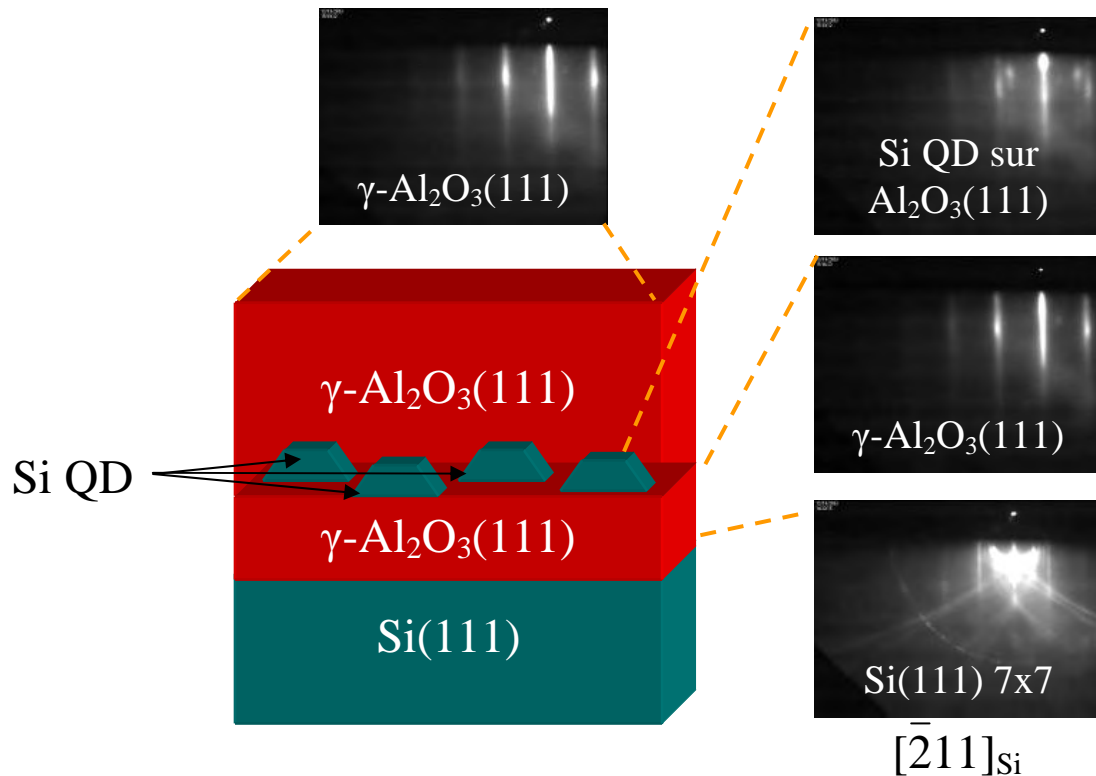 γ-Al₂O₃(111)
Si QD sur
Al₂O₃(111)
γ-Al₂O₃(111)
γ-Al₂O₃(111)
Si QD
γ-Al₂O₃(111)
Si(111)
Si(111) 7x7
[2̅11]Si